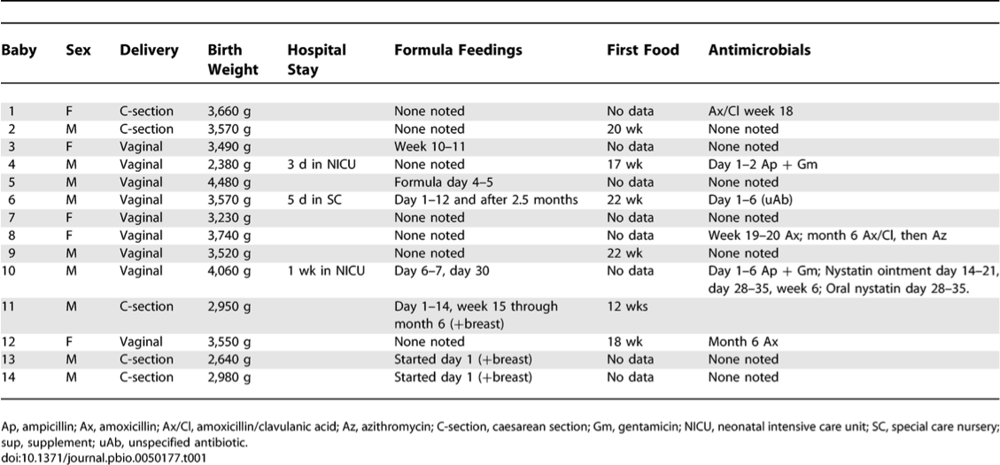 Baby Sex Delivery Birth Weight Hospital Stay Formula Feedings First Food Antimicrobials
1 F C-section 3,660 g None noted No data Ax/Cl week 18
2 M C-section 3,570 g None noted 20 wk None noted
3 F Vaginal 3,490 g Week 10–11 No data None noted
4 M Vaginal 2,380 g 3 d in NICU None noted 17 wk Day 1–2 Ap + Gm
5 M Vaginal 4,480 g Formula day 4–5 No data None noted
6 M Vaginal 3,570 g 5 d in SC Day 1–12 and after 2.5 months 22 wk Day 1–6 (uAb)
7 F Vaginal 3,230 g None noted No data None noted
8 F Vaginal 3,740 g None noted No data Week 19–20 Ax; month 6 Ax/Cl, then Az
9 M Vaginal 3,520 g None noted 22 wk None noted
10 M Vaginal 4,060 g 1 wk in NICU Day 6–7, day 30 No data Day 1–6 Ap + Gm; Nystatin ointment day 14–21,
day 28–35, week 6; Oral nystatin day 28–35.
11 M C-section 2,950 g Day 1–14, week 15 through 12 wks
month 6 (+breast)
12 F Vaginal 3,550 g None noted 18 wk Month 6 Ax
13 M C-section 2,640 g Started day 1 (+breast) No data None noted
14 M C-section 2,980 g Started day 1 (+breast) No data None noted
Ap, ampicillin; Ax, amoxicillin; Ax/Cl, amoxicillin/clavulanic acid; Az, azithromycin; C-section, caesarean section; Gm, gentamicin; NICU, neonatal intensive care unit; SC, special care nursery;
sup, supplement; uAb, unspecified antibiotic.
doi:10.1371/journal.pbio.0050177.t001